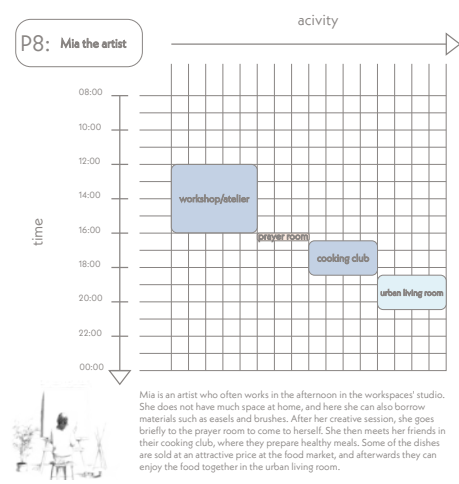 acivity
P8: Mia the artist
08:00
10:00
12:00
14:00
workshop/atelier
time
16:00
prayer room
cooking club
18:00
urban living room
20:00
22:00
00:00
Mia is an artist who often works in the afternoon in the workspaces' studio.
She does not have much space at home, and here she can also borrow
materials such as easels and brushes. After her creative session, she goes
briefly to the prayer room to come to herself. She then meets her friends in
their cooking club, where they prepare healthy meals. Some of the dishes
are sold at an attractive price at the food market, and afterwards they can
enjoy the food together in the urban living room.